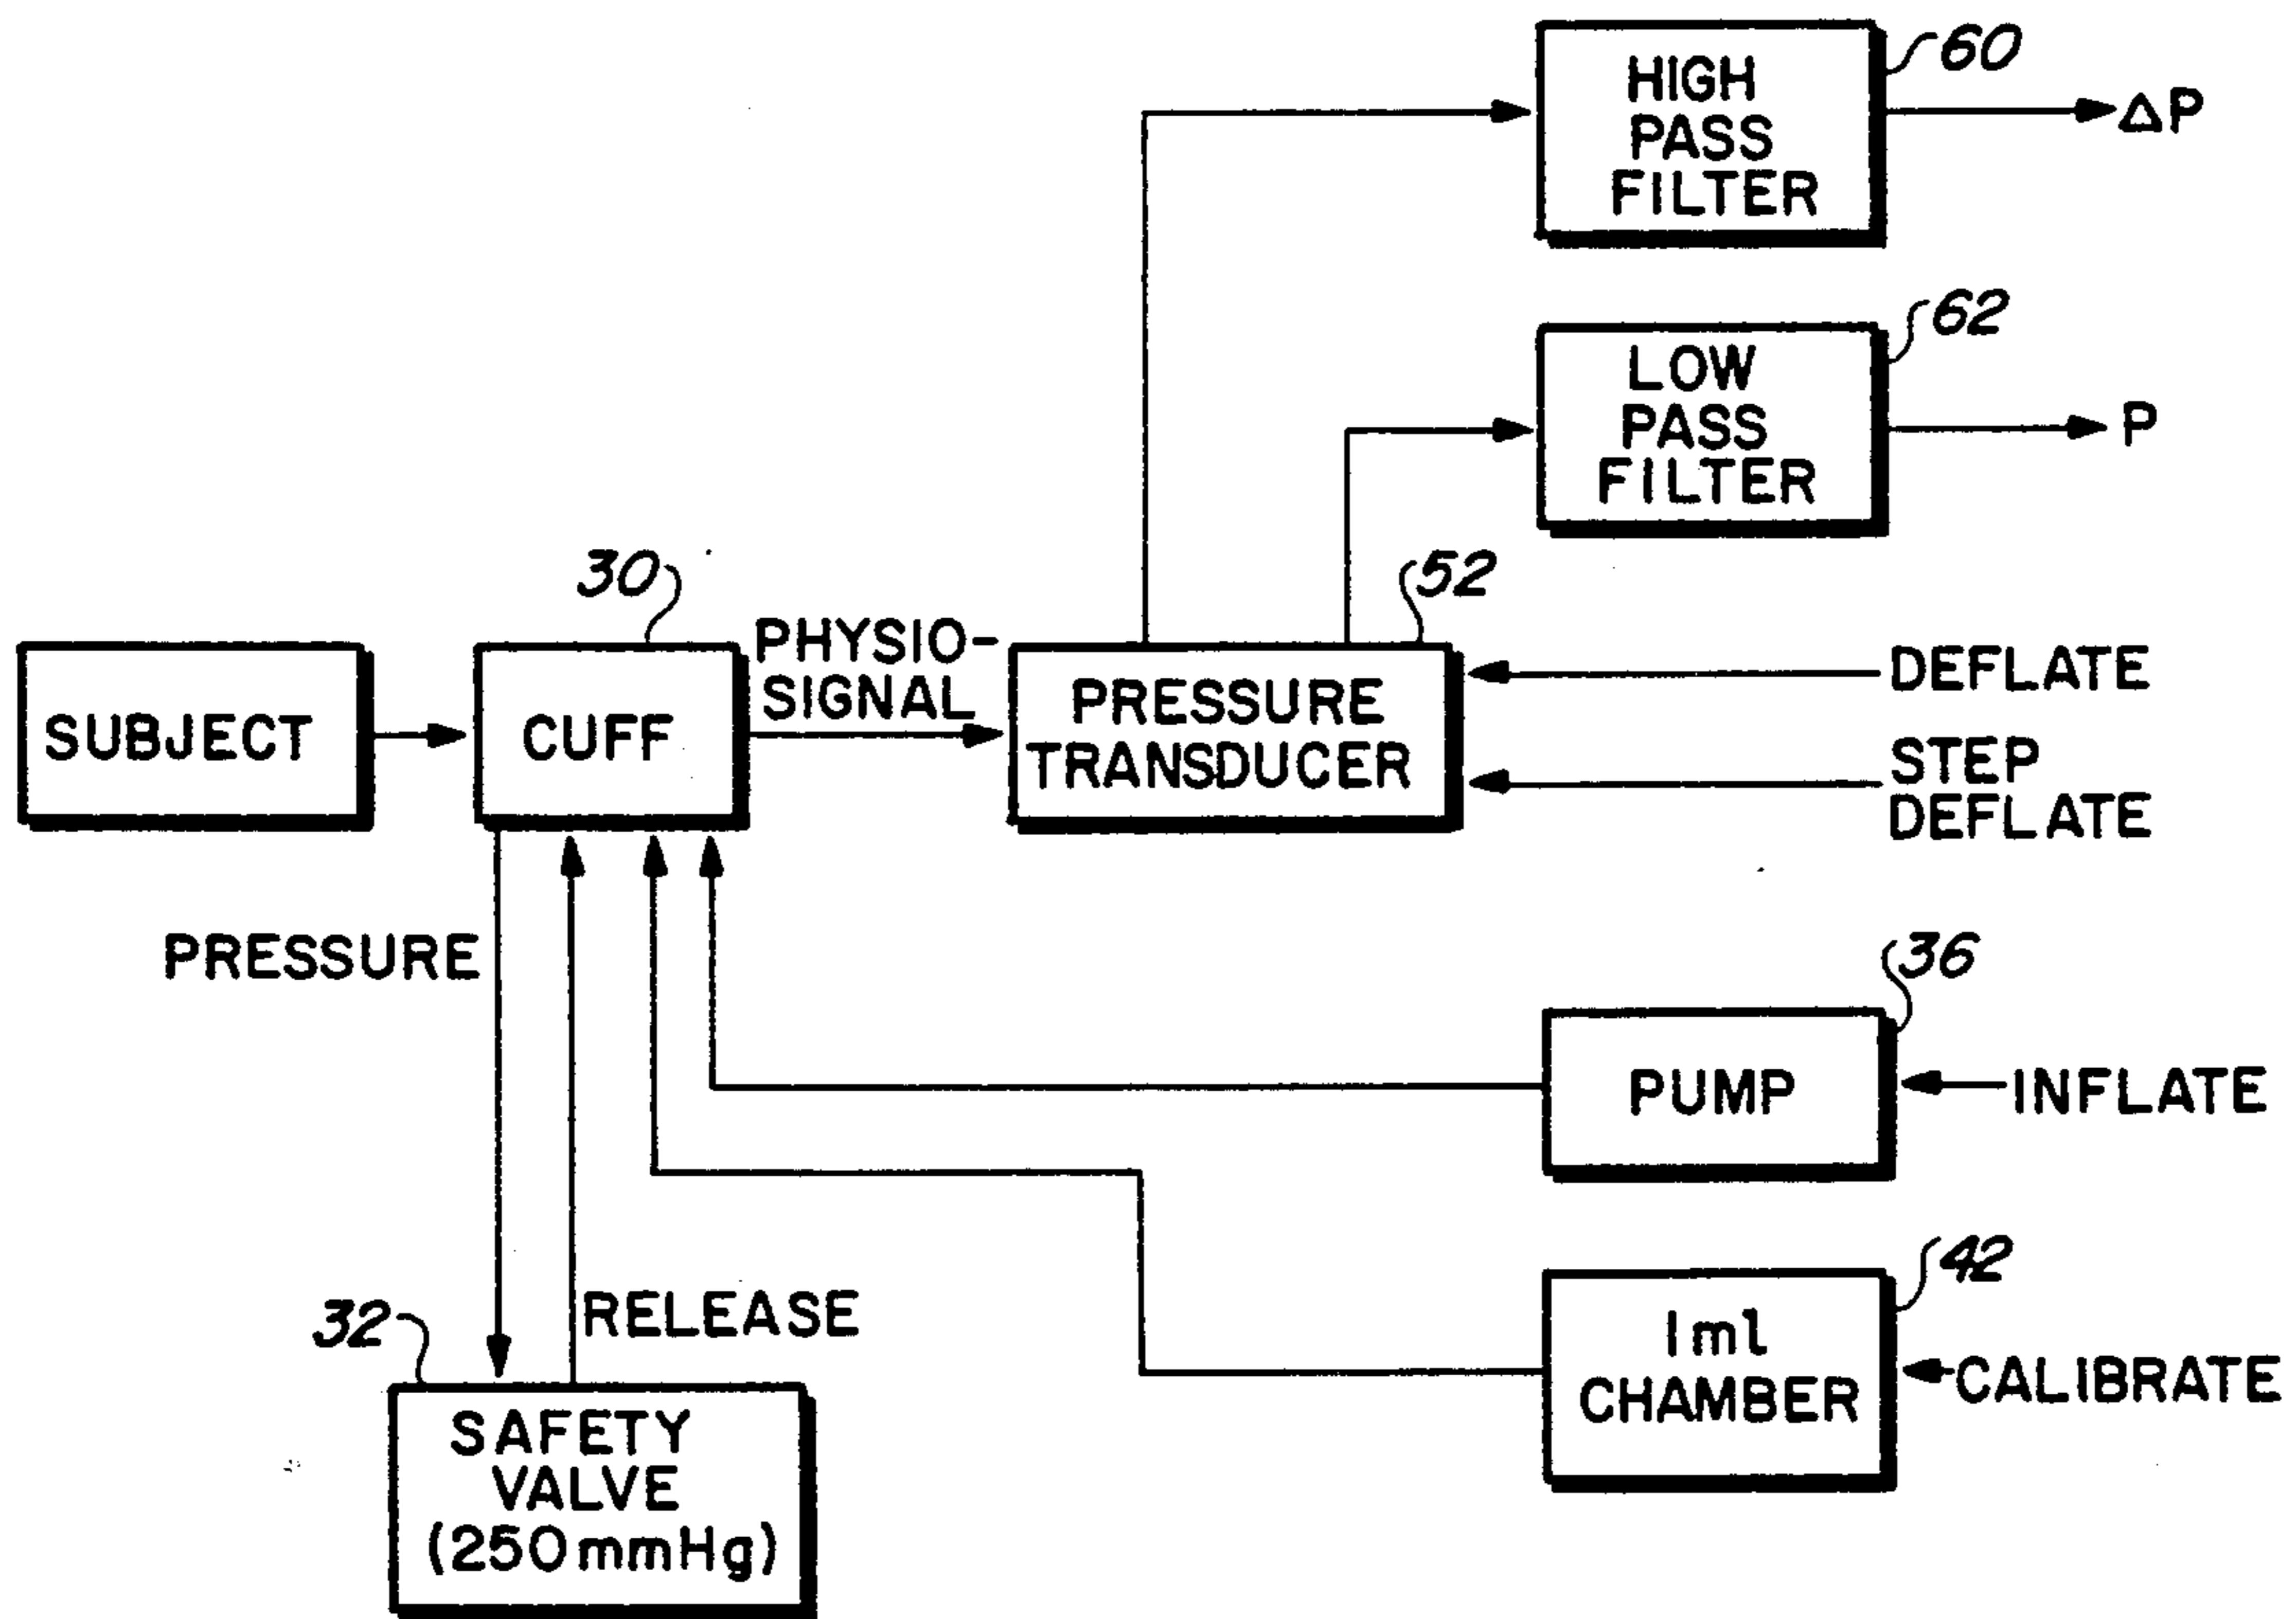 HIGH
PASS
FILTER
60
ΔP
LOW
PASS
FILTER
62
P
SUBJECT
30
CUFF
PHYSIO-
SIGNAL
52
PRESSURE
TRANSDUCER
DEFLATE
STEP
DEFLATE
PRESSURE
36
PUMP
INFLATE
RELEASE
32
SAFETY
VALVE
(250mmHg)
42
1ml
CHAMBER
CALIBRATE